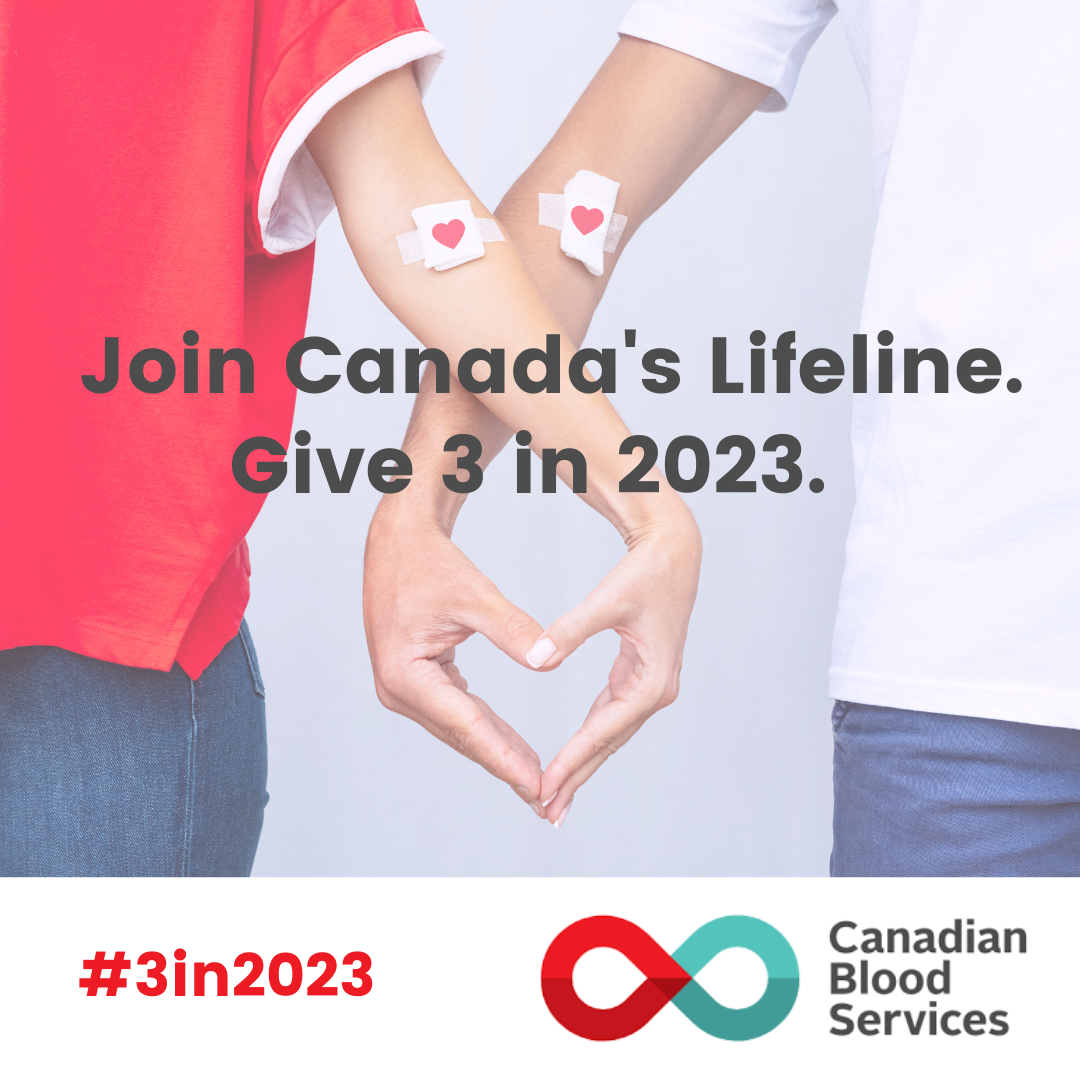 Join Canada's Lifeline.
Give 3 in 2023.
#3in2023
Canadian
Blood
Services